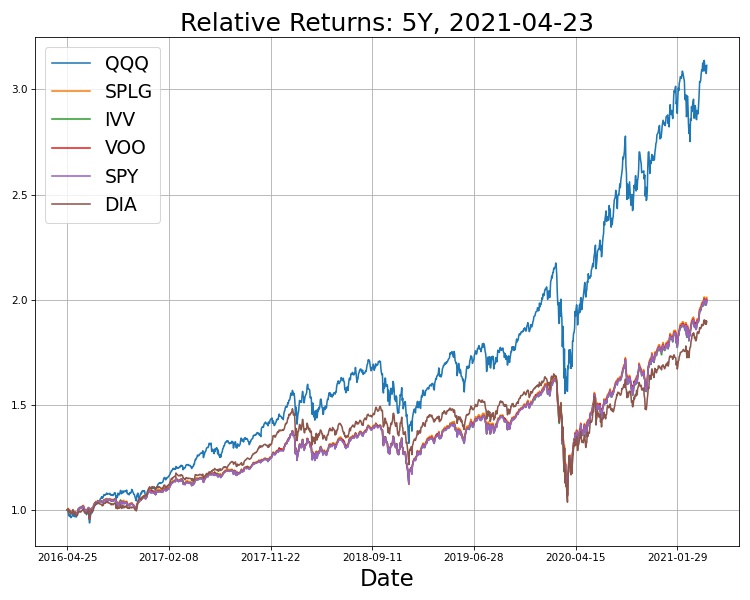 Relative Returns: 5Y, 2021-04-23
QQQ
SPLG
IVV
VOO
SPY
DIA
3.0
2.5
2.0
1.5
1.0
2016-04-25 2017-02-08 2017-11-22 2018-09-11 2019-06-28 2020-04-15 2021-01-29
Date